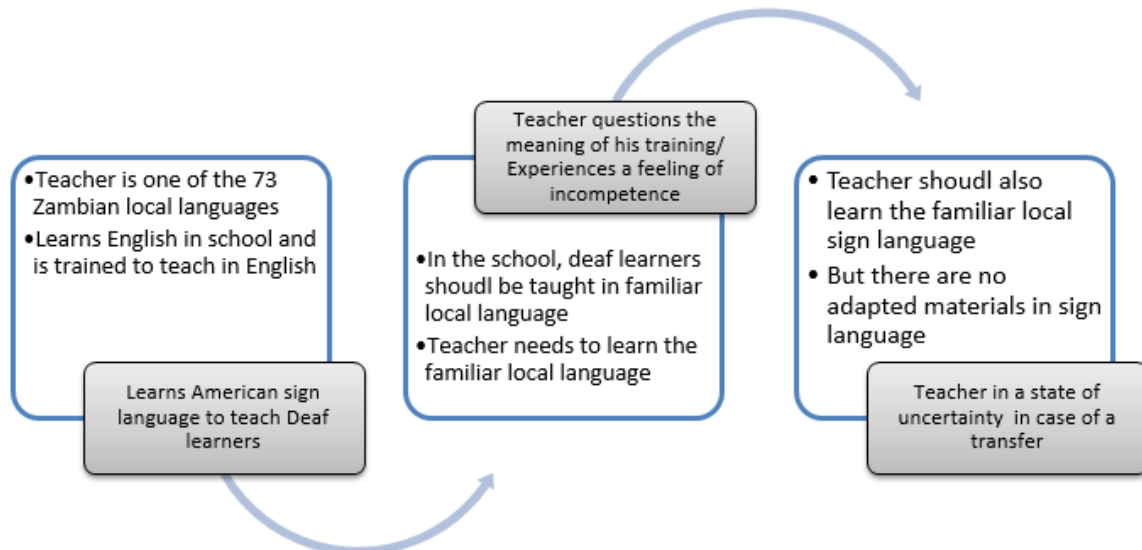 •Teacher is one of the 73
Zambian local languages
•Learns English in school and
is trained to teach in English
Learns American sign
language to teach Deaf
learners
Teacher questions the
meaning of his training/
Experiences a feeling of
incompetence
•In the school, deaf learners
shoudl be taught in familiar
local language
•Teacher needs to learn the
familiar local language
• Teacher shoudl also
learn the familiar local
sign language
• But there are no
adapted materials in sign
language
Teacher in a state of
uncertainty in case of a
transfer